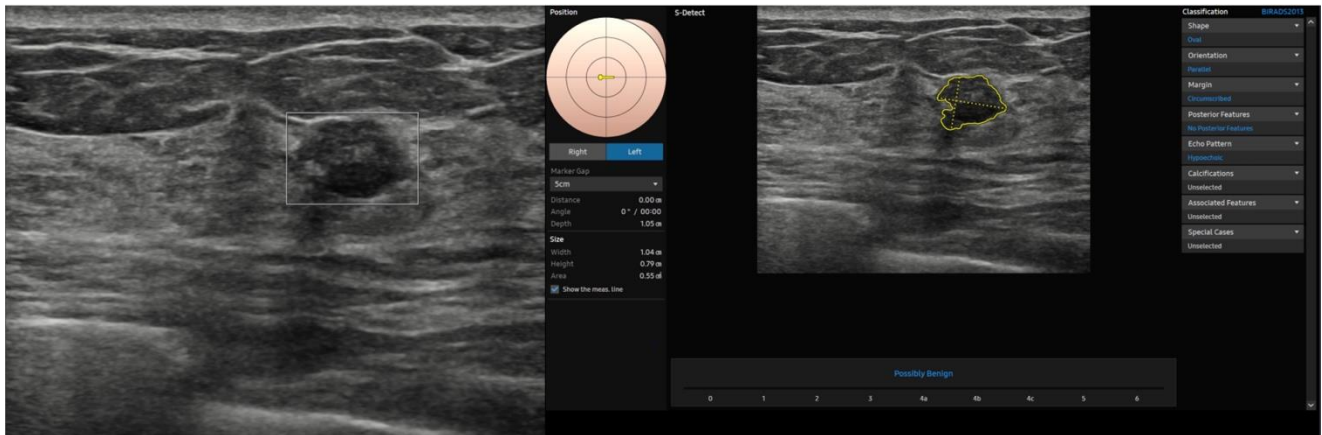 Position
Right Left
Marker Gap
5cm
Distance 0.00 cm
Angle 0 ° / 00:00
Depth 1.05 cm
Size
Width 1.04 cm
Height 0.79 cm
Area 0.55 cm²
Show the meas. line
S-Detect
Possibly Benign
0 1 2 3 4a 4b 4c 5 6
Classification BIRADS2013
Shape
Oval
Orientation
Parallel
Margin
Circumscribed
Posterior Features
No Posterior Features
Echo Pattern
Hypoechoic
Calcifications
Unselected
Associated Features
Unselected
Special Cases
Unselected